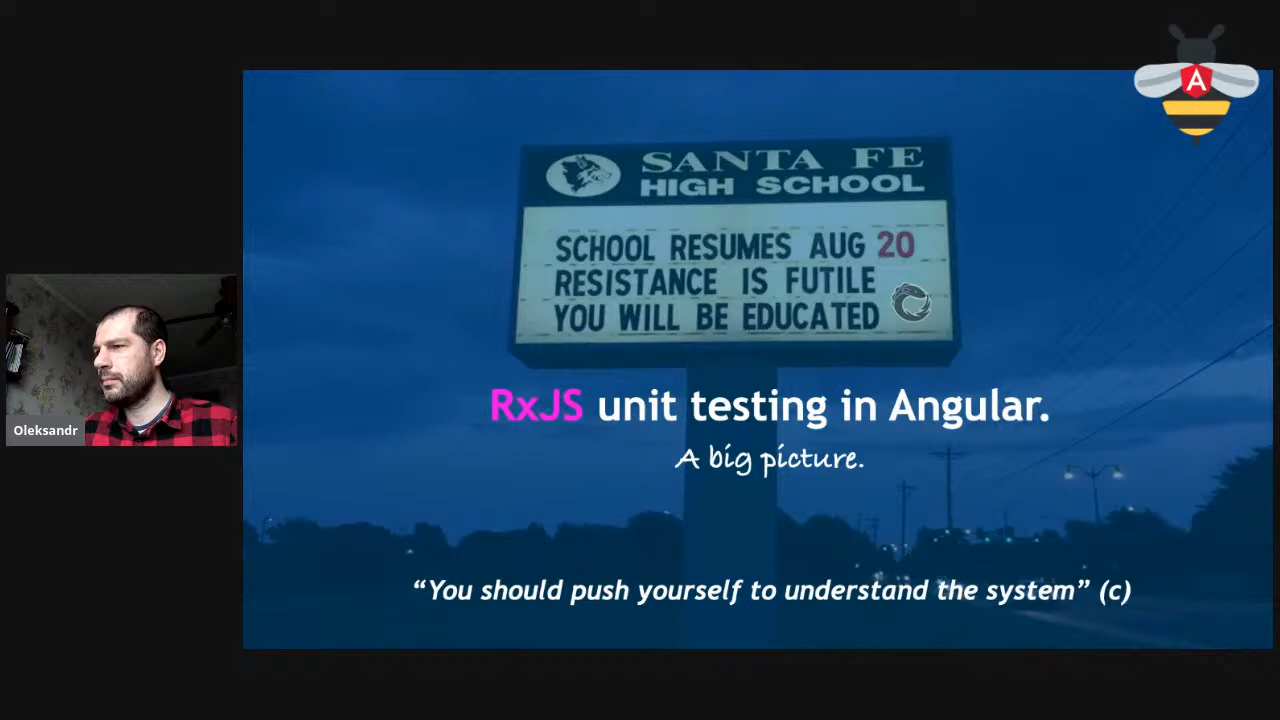 A
SANTA FE
HIGH SCHOOL
SCHOOL RESUMES AUG 20
RESISTANCE IS FUTILE
YOU WILL BE EDUCATED
RxJS unit testing in Angular.
A big picture.
Oleksandr
“You should push yourself to understand the system” (c)